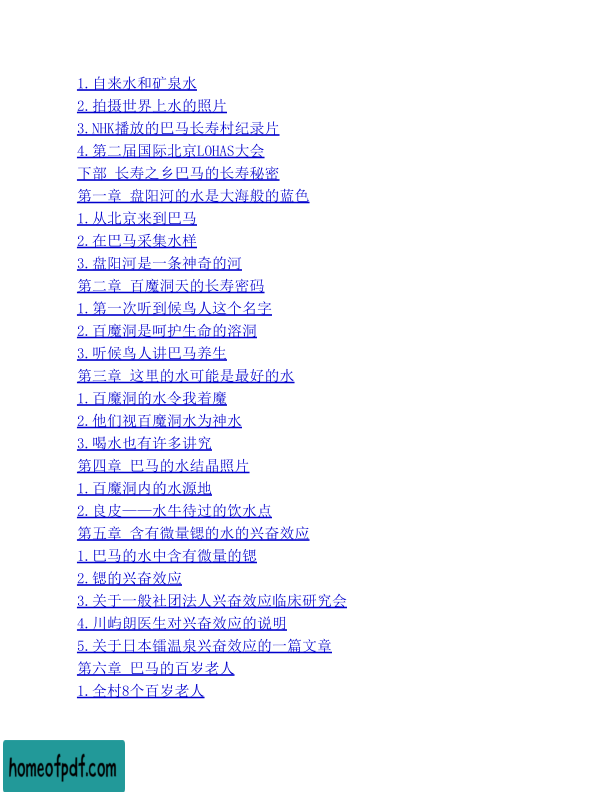 1.自来水和矿泉水
2.拍摄世界上水的照片
3.NHK播放的巴马长寿村纪录片
4.第二届国际北京LOHAS大会
下部 长寿之乡巴马的长寿秘密
第一章 盘阳河的水是大海般的蓝色
1.从北京来到巴马
2.在巴马采集水样
3.盘阳河是一条神奇的河
第二章 百魔洞天的长寿密码
1.第一次听到候鸟人这个名字
2.百魔洞是呵护生命的溶洞
3.听候鸟人讲巴马养生
第三章 这里的水可能是最好的水
1.百魔洞的水令我着魔
2.他们视百魔洞水为神水
3.喝水也有许多讲究
第四章 巴马的水结晶照片
1.百魔洞内的水源地
2.良皮——水牛待过的饮水点
第五章 含有微量锶的水的兴奋效应
1.巴马的水中含有微量的锶
2.锶的兴奋效应
3.关于一般社团法人兴奋效应临床研究会
4.川屿朗医生对兴奋效应的说明
5.关于日本镭温泉兴奋效应的一篇文章
第六章 巴马的百岁老人
1.全村8个百岁老人
homeofpdf.com